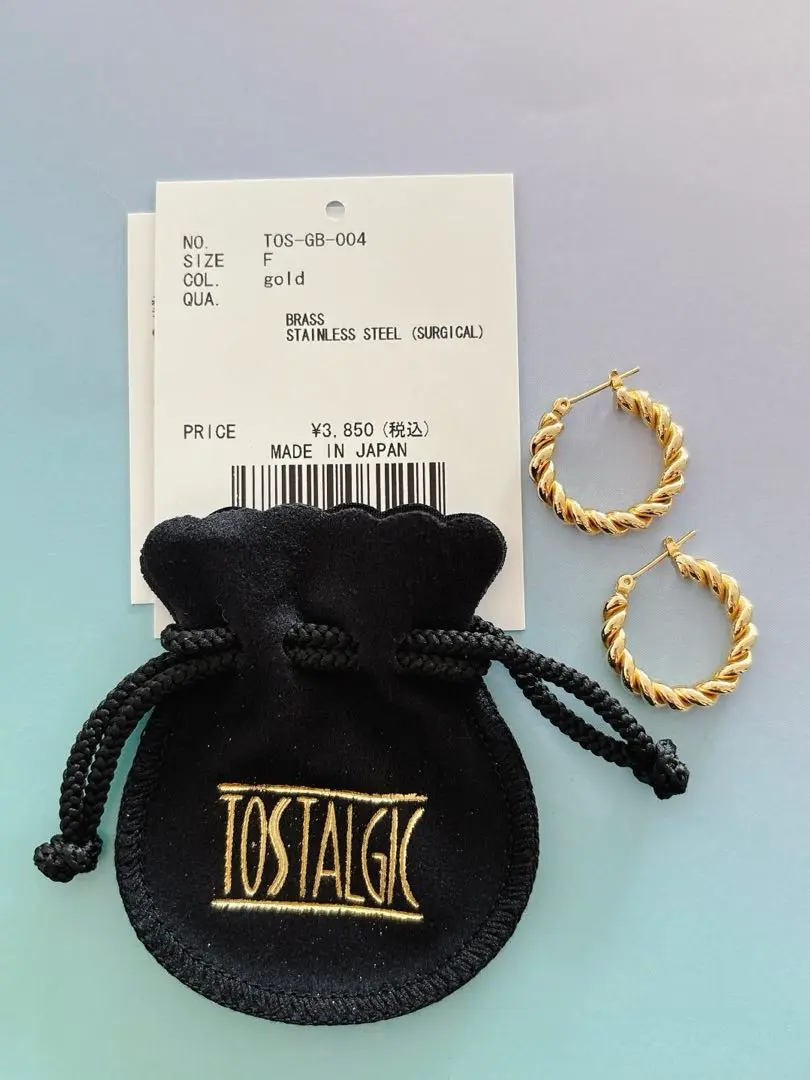 NO. TOS-GB-004
SIZE F
COL. gold
QUA.
BRASS
STAINLESS STEEL (SURGICAL)
PRICE ¥3,850(税込)
MADE IN JAPAN
TOSTALGIC